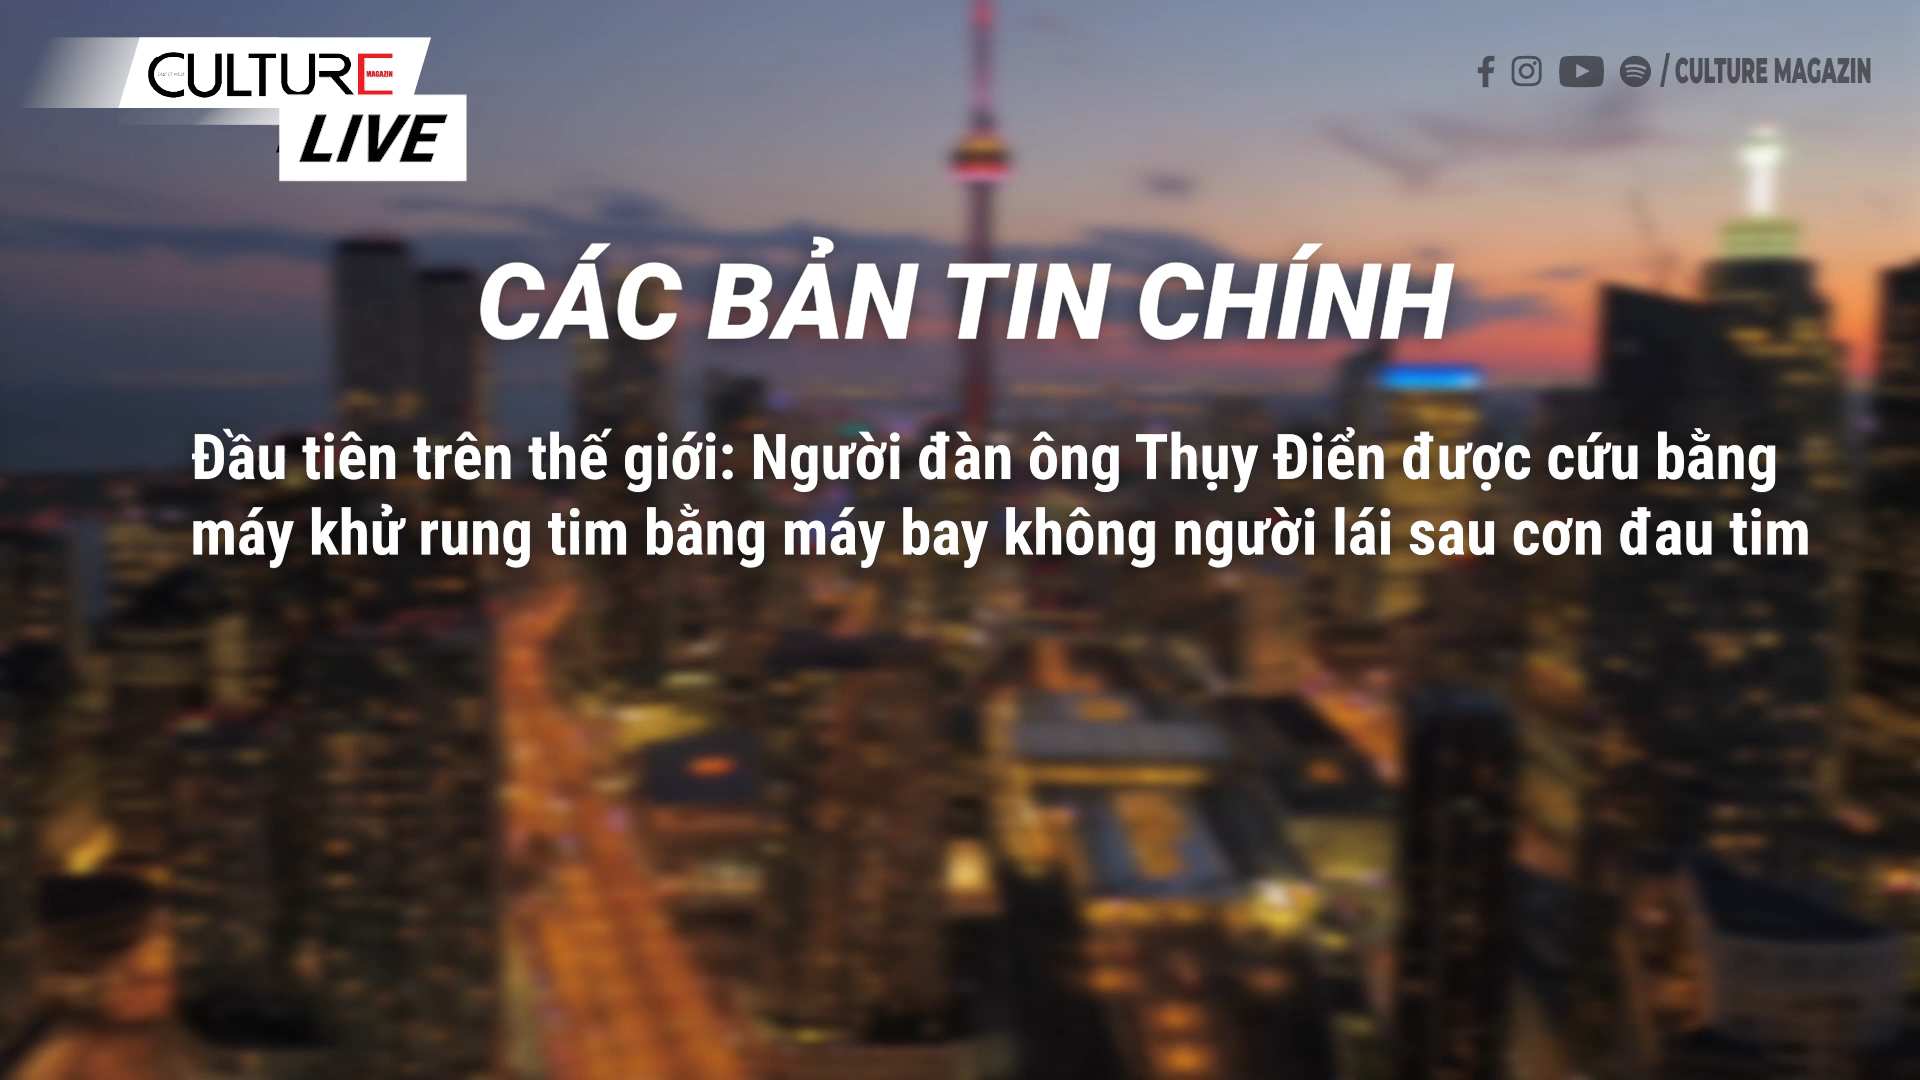 CULTURE
MAGAZIN
LIVE
/ CULTURE MAGAZIN
CÁC BẢN TIN CHÍNH
Đầu tiên trên thế giới: Người đàn ông Thụy Điển được cứu bằng
máy khử rung tim bằng máy bay không người lái sau cơn đau tim